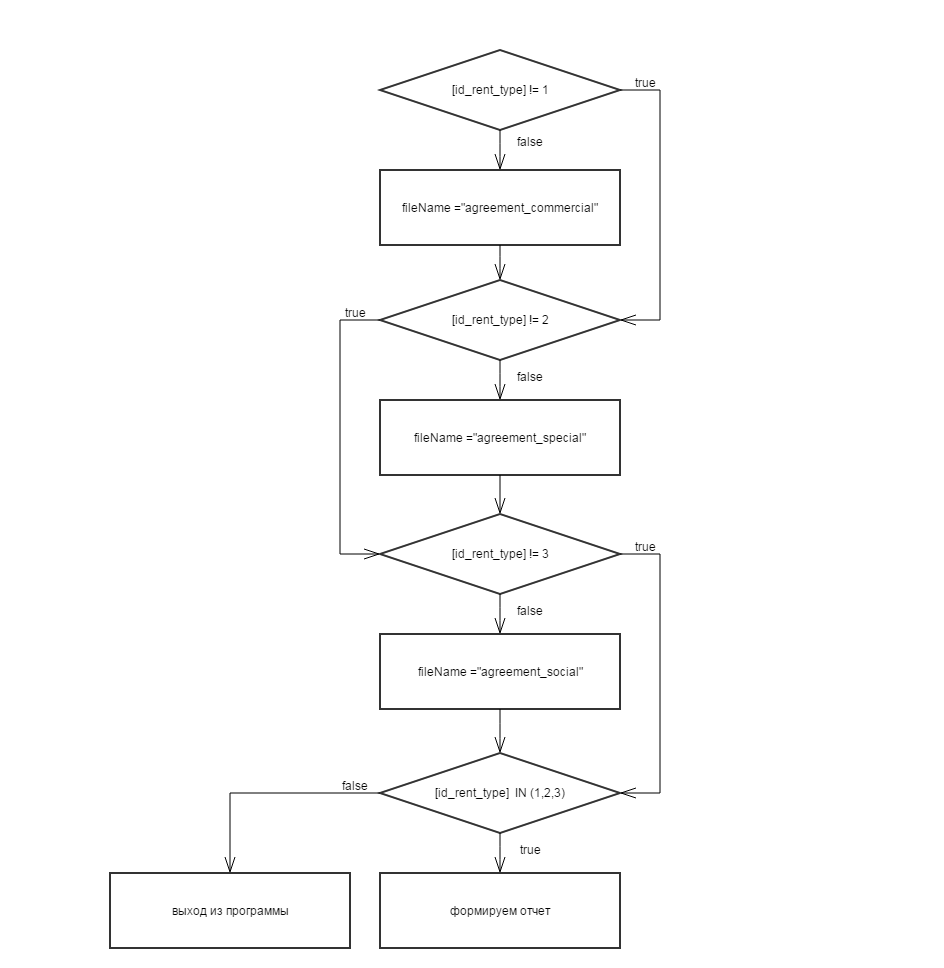 [id_rent_type] != 1
true
false
fileName ="agreement_commercial"
true
[id_rent_type] != 2
false
fileName ="agreement_special"
[id_rent_type] != 3
true
false
fileName ="agreement_social"
false
[id_rent_type]  IN (1,2,3)
true
выход из программы
формируем отчет